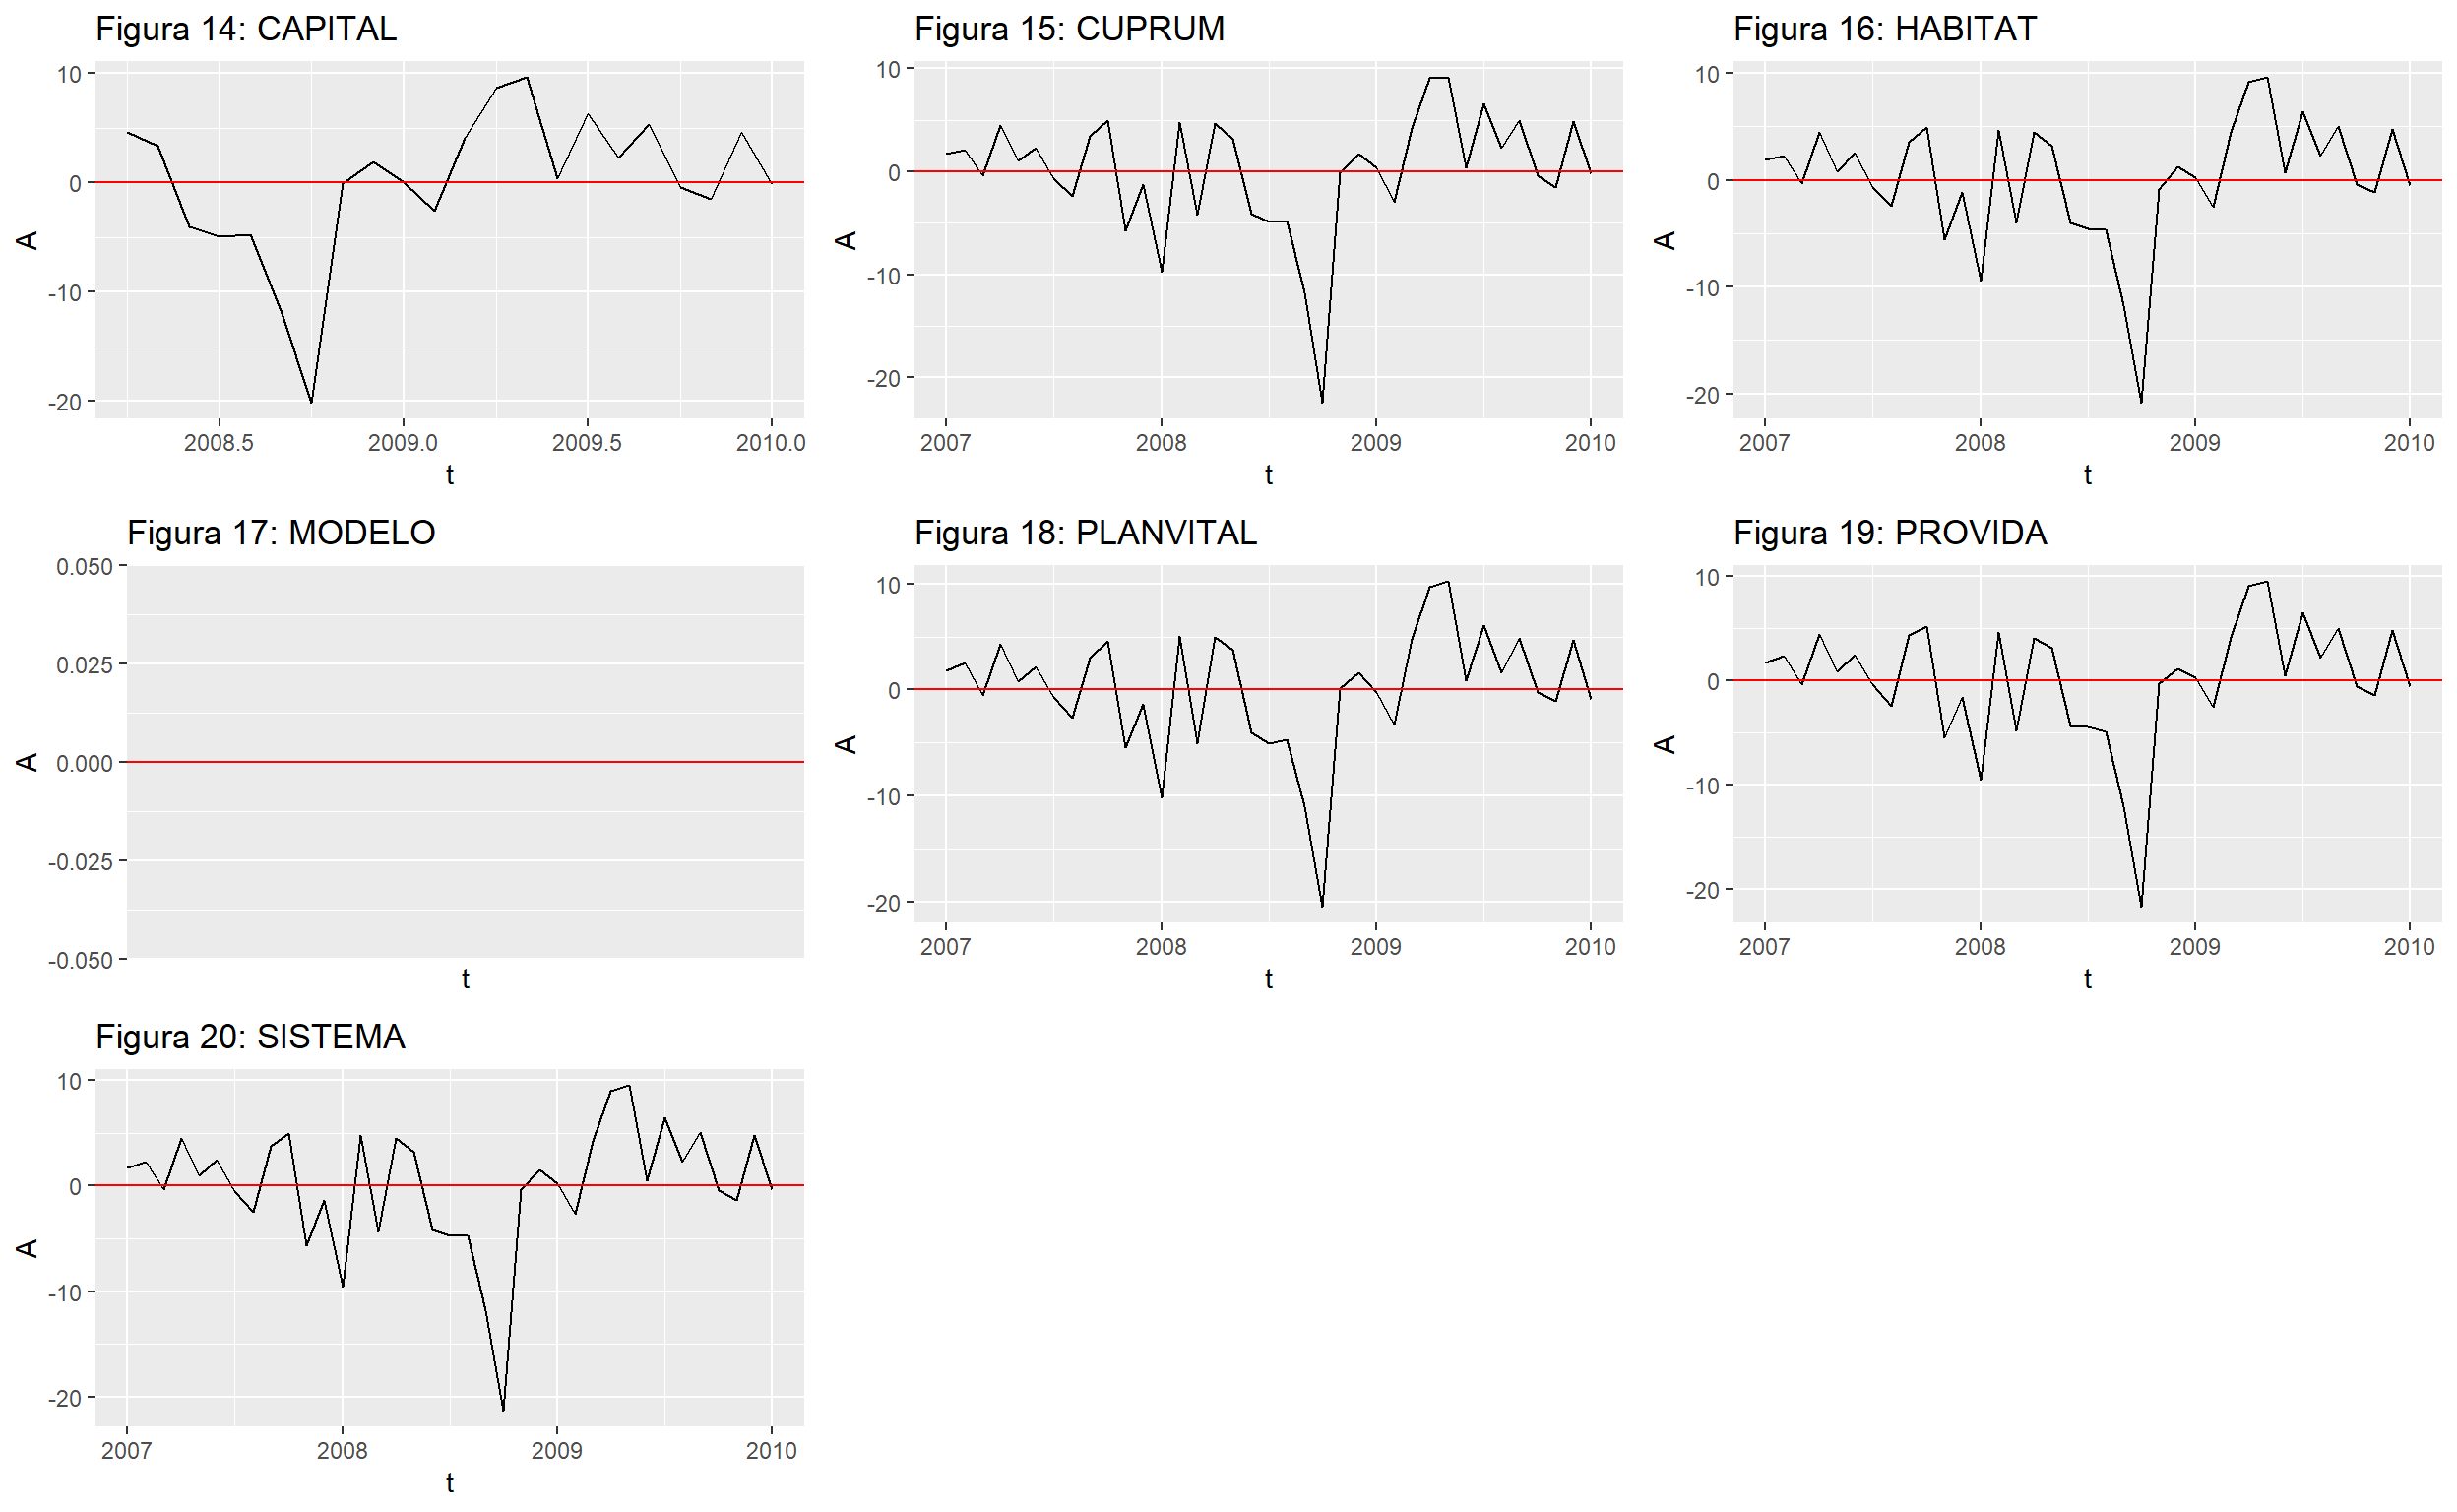 Figura 14: CAPITAL
10
0
-10
-20
A
2008.5 2009.0 2009.5 2010.0
t
Figura 15: CUPRUM
10
0
-10
-20
A
2007 2008 2009 2010
t
Figura 16: HABITAT
10
0
-10
-20
A
2007 2008 2009 2010
t
Figura 17: MODELO
0.050
0.025
0.000
-0.025
-0.050
A
t
Figura 18: PLANVITAL
10
0
-10
-20
A
2007 2008 2009 2010
t
Figura 19: PROVIDA
10
0
-10
-20
A
2007 2008 2009 2010
t
Figura 20: SISTEMA
10
0
-10
-20
A
2007 2008 2009 2010
t